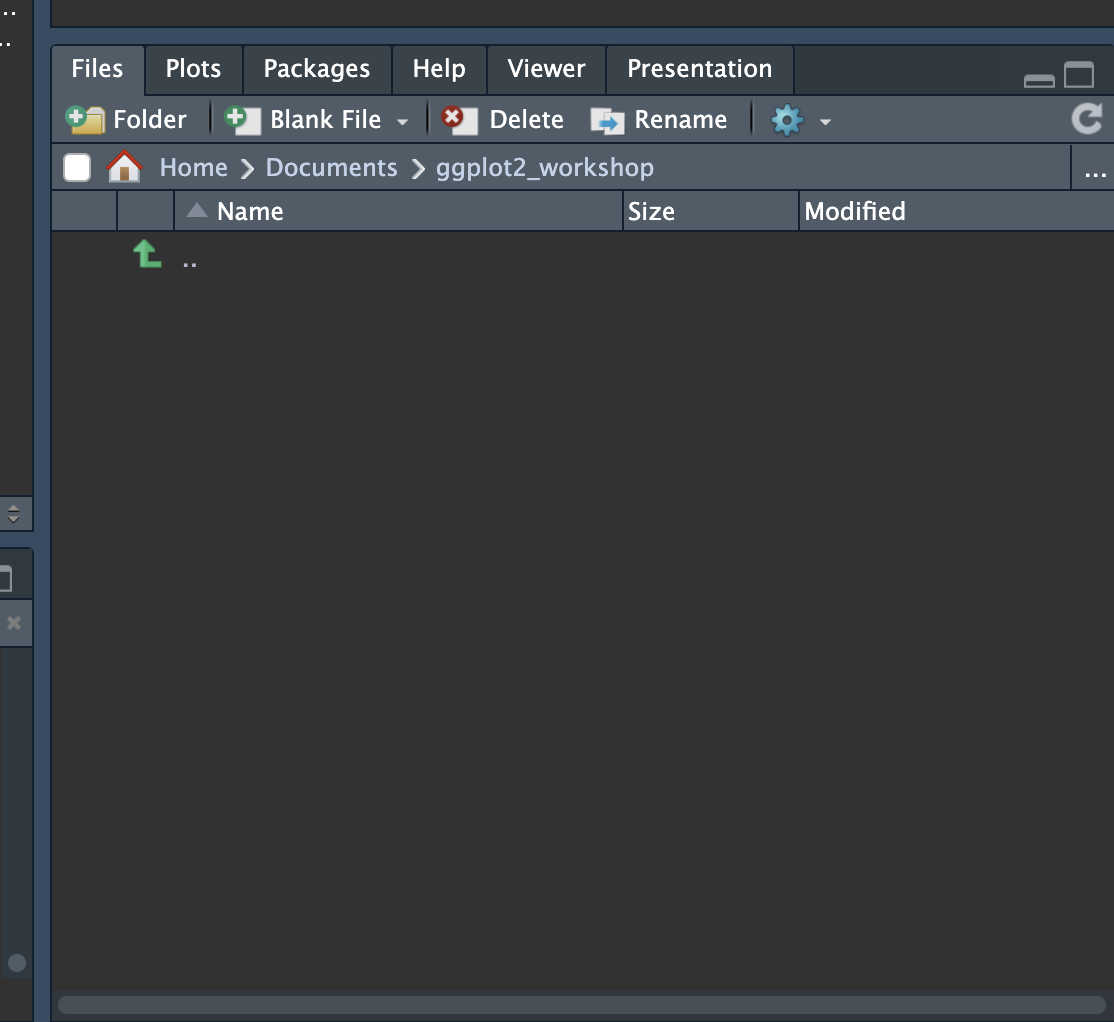 ..
..
Files Plots Packages Help Viewer Presentation
Folder Blank File Delete Rename
Home Documents ggplot2_workshop ...
Name Size Modified
..